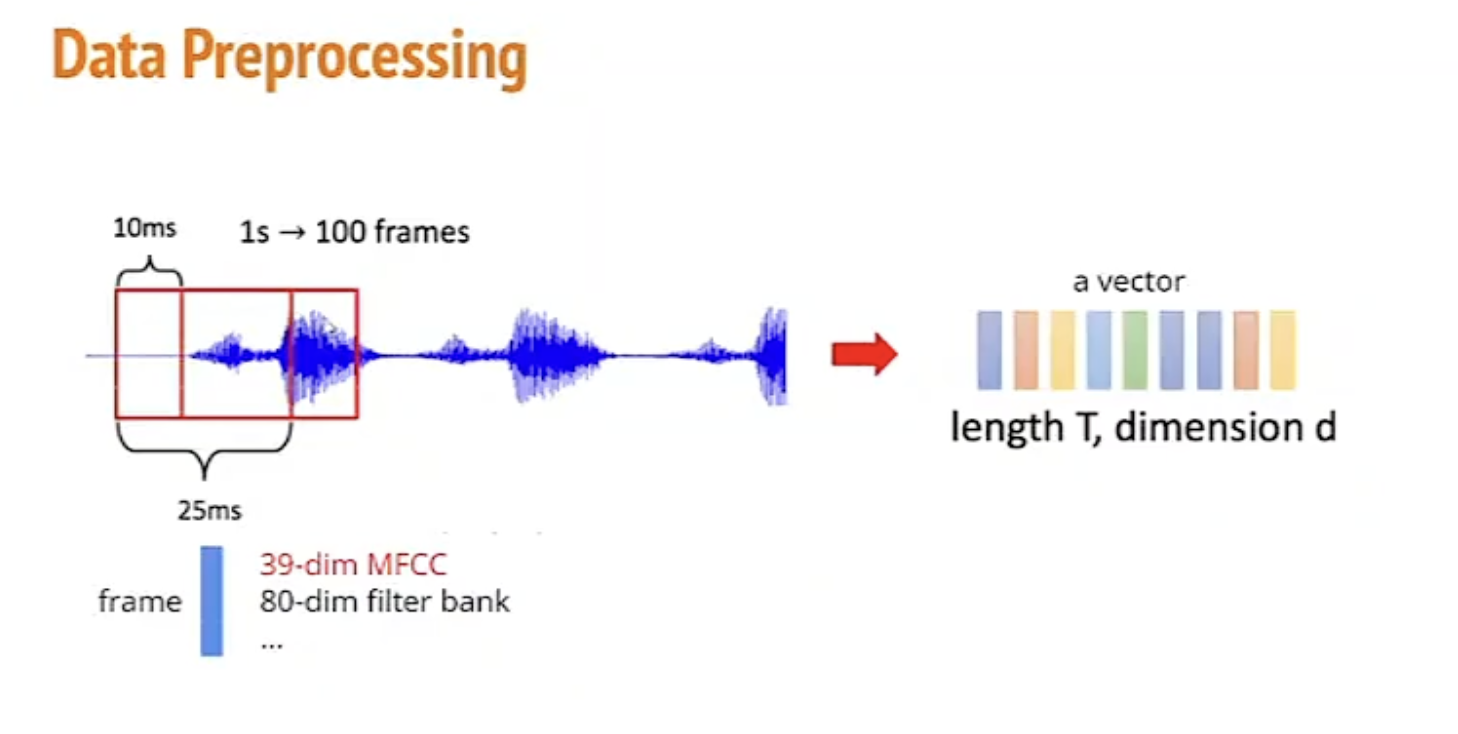 Data Preprocessing
10ms
1s → 100 frames
a vector
length T, dimension d
25ms
39-dim MFCC
frame
80-dim filter bank
...